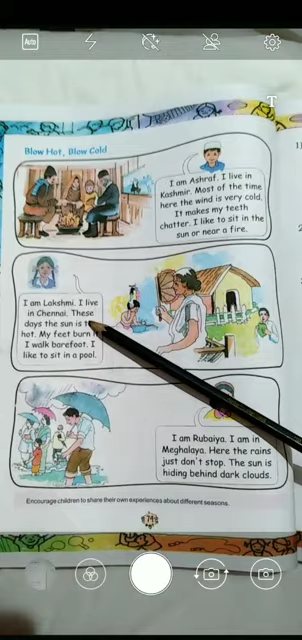 Auto
T
Blow Hot, Blow Cold
I am Ashraf. I live in
Kashmir. Most of the time
here the wind is very cold.
It makes my teeth
chatter. I like to sit in the
sun or near a fire.
I am Lakshmi. I live
in Chennai. These
days the sun is
hot. My feet burn
I walk barefoot. I
like to sit in a pool.
I am Rubaiya. I am in
Meghalaya. Here the rains
just don't stop. The sun is
hiding behind dark clouds.
Encourage children to share their own experiences about different seasons.
74
1)